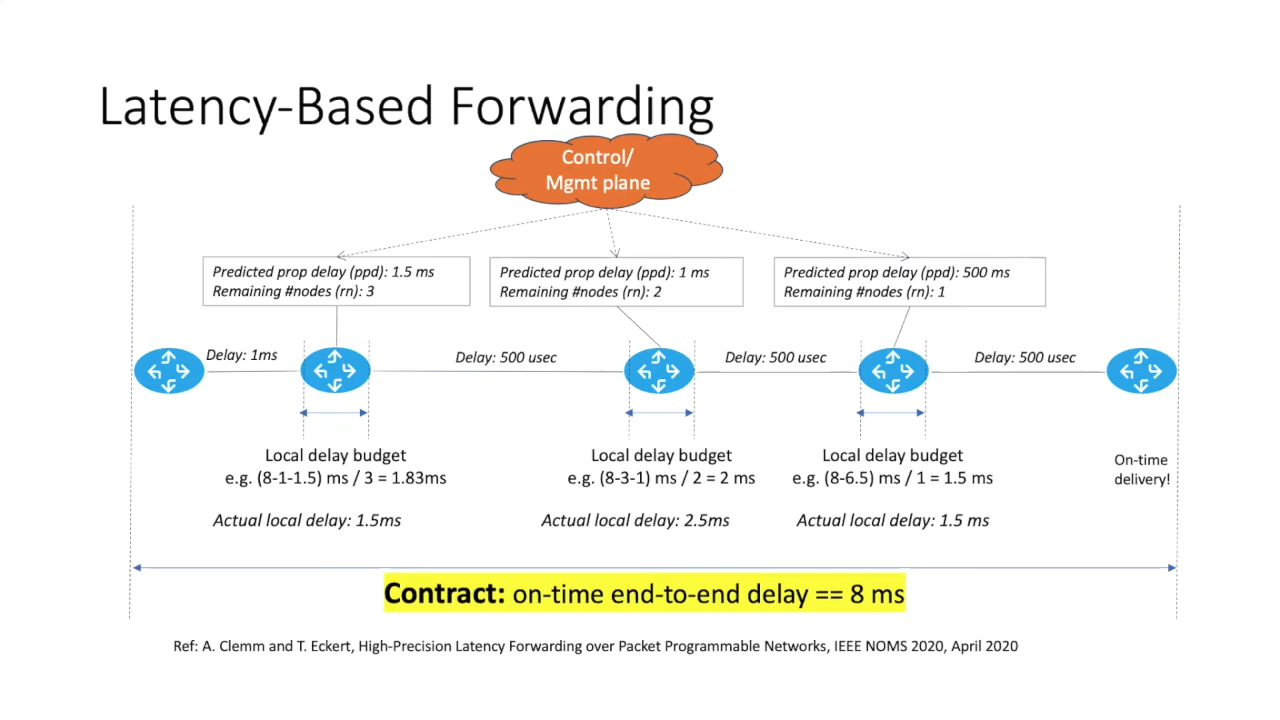 Latency-Based Forwarding
Control/
Mgmt plane
Predicted prop delay (ppd): 1.5 ms
Remaining #nodes (rn): 3
Predicted prop delay (ppd): 1 ms
Remaining #nodes (rn): 2
Predicted prop delay (ppd): 500 ms
Remaining #nodes (rn): 1
Delay: 1ms
Delay: 500 usec
Delay: 500 usec
Delay: 500 usec
Local delay budget
e.g. (8-1-1.5) ms / 3 = 1.83ms
Actual local delay: 1.5ms
Local delay budget
e.g. (8-3-1) ms / 2 = 2 ms
Actual local delay: 2.5ms
Local delay budget
e.g. (8-6.5) ms / 1 = 1.5 ms
Actual local delay: 1.5 ms
On-time
delivery!
Contract: on-time end-to-end delay == 8 ms
Ref: A. Clemm and T. Eckert, High-Precision Latency Forwarding over Packet Programmable Networks, IEEE NOMS 2020, April 2020